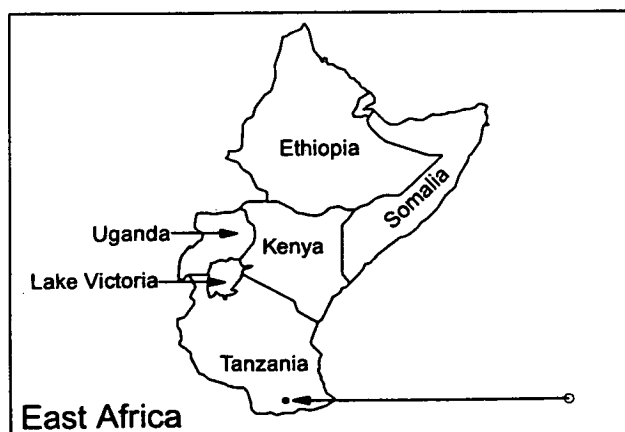 Ethiopia
Somalia
Uganda
Kenya
Lake Victoria
Tanzania
East Africa